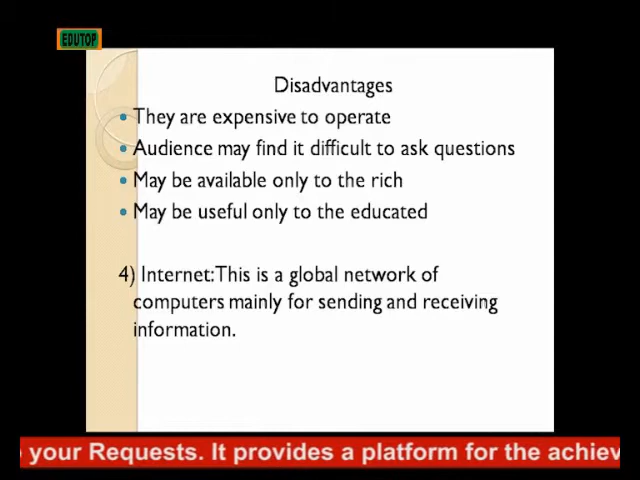 EDUTOP
Disadvantages
• They are expensive to operate
• Audience may find it difficult to ask questions
• May be available only to the rich
• May be useful only to the educated
4) Internet:This is a global network of
computers mainly for sending and receiving
information.
your Requests. It provides a platform for the